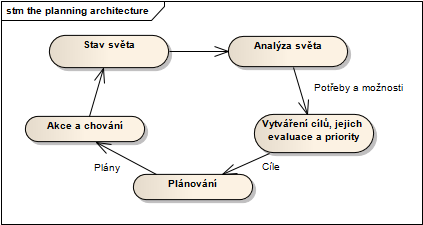 stm the planning architecture
Stav světa
Analýza světa
Potřeby a možnosti
Akce a chování
Vytváření cílů, jejich
evaluace a priority
Plány
Cíle
Plánování